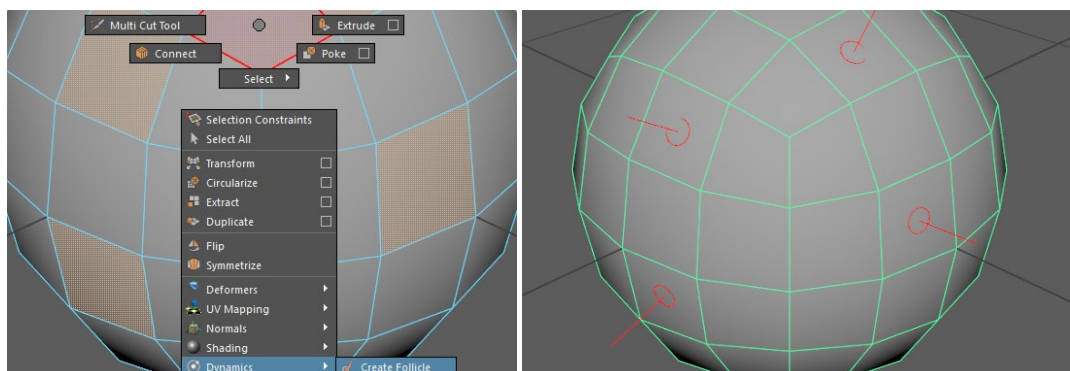 Multi Cut Tool
Extrude
Connect
Poke
Select
Selection Constraints
Select All
Transform
Circularize
Extract
Duplicate
Flip
Symmetrize
Deformers
UV Mapping
Normals
Shading
Dynamics
Create Follicle